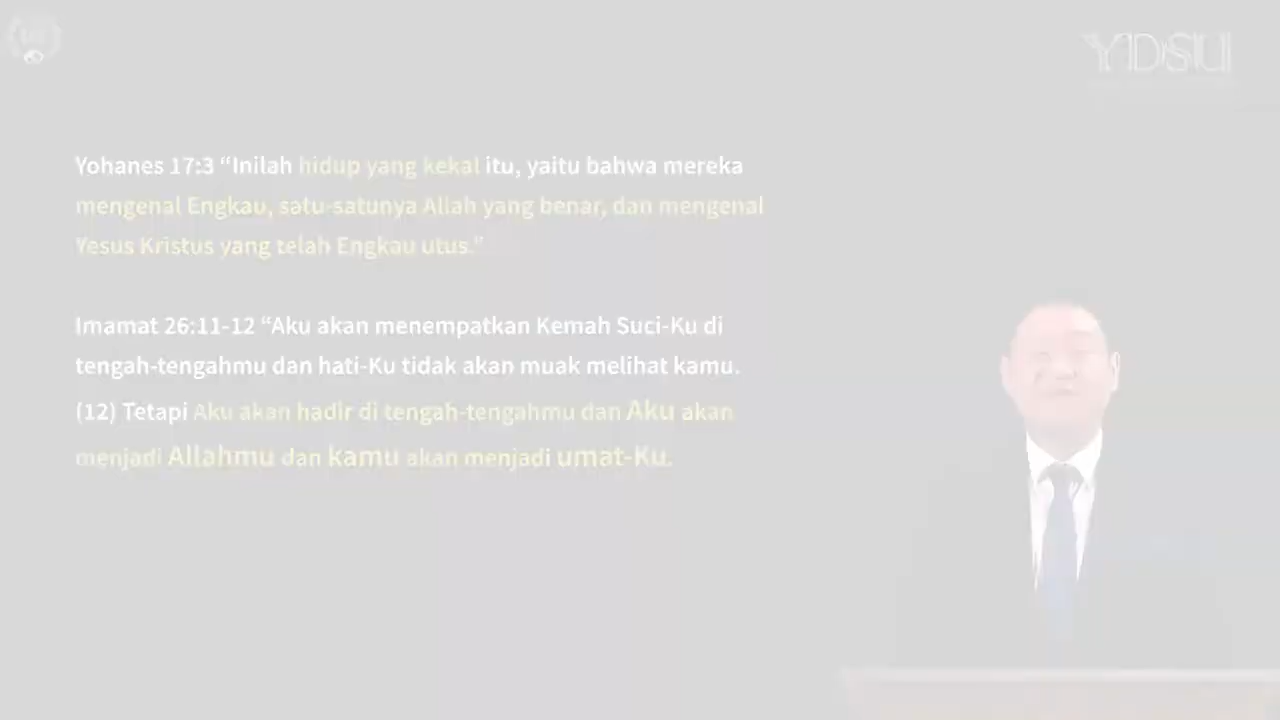 YDSU
Yohanes 17:3 “Inilah hidup yang kekal itu, yaitu bahwa mereka
mengenal Engkau, satu-satunya Allah yang benar, dan mengenal
Yesus Kristus yang telah Engkau utus.”
Imamat 26:11-12 “Aku akan menempatkan Kemah Suci-Ku di
tengah-tengahmu dan hati-Ku tidak akan muak melihat kamu.
(12) Tetapi Aku akan hadir di tengah-tengahmu dan Aku akan
menjadi Allahmu dan kamu akan menjadi umat-Ku.